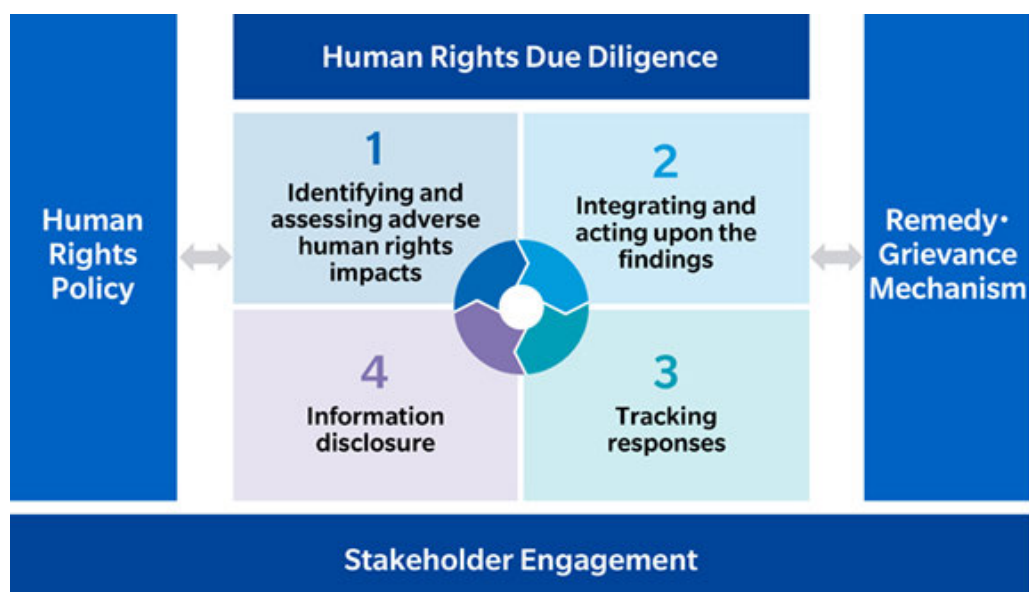 Human Rights Due Diligence
Human
Rights
Policy
1
Identifying and
assessing adverse
human rights
impacts
2
Integrating and
acting upon the
findings
4
Information
disclosure
3
Tracking
responses
Remedy・
Grievance
Mechanism
Stakeholder Engagement